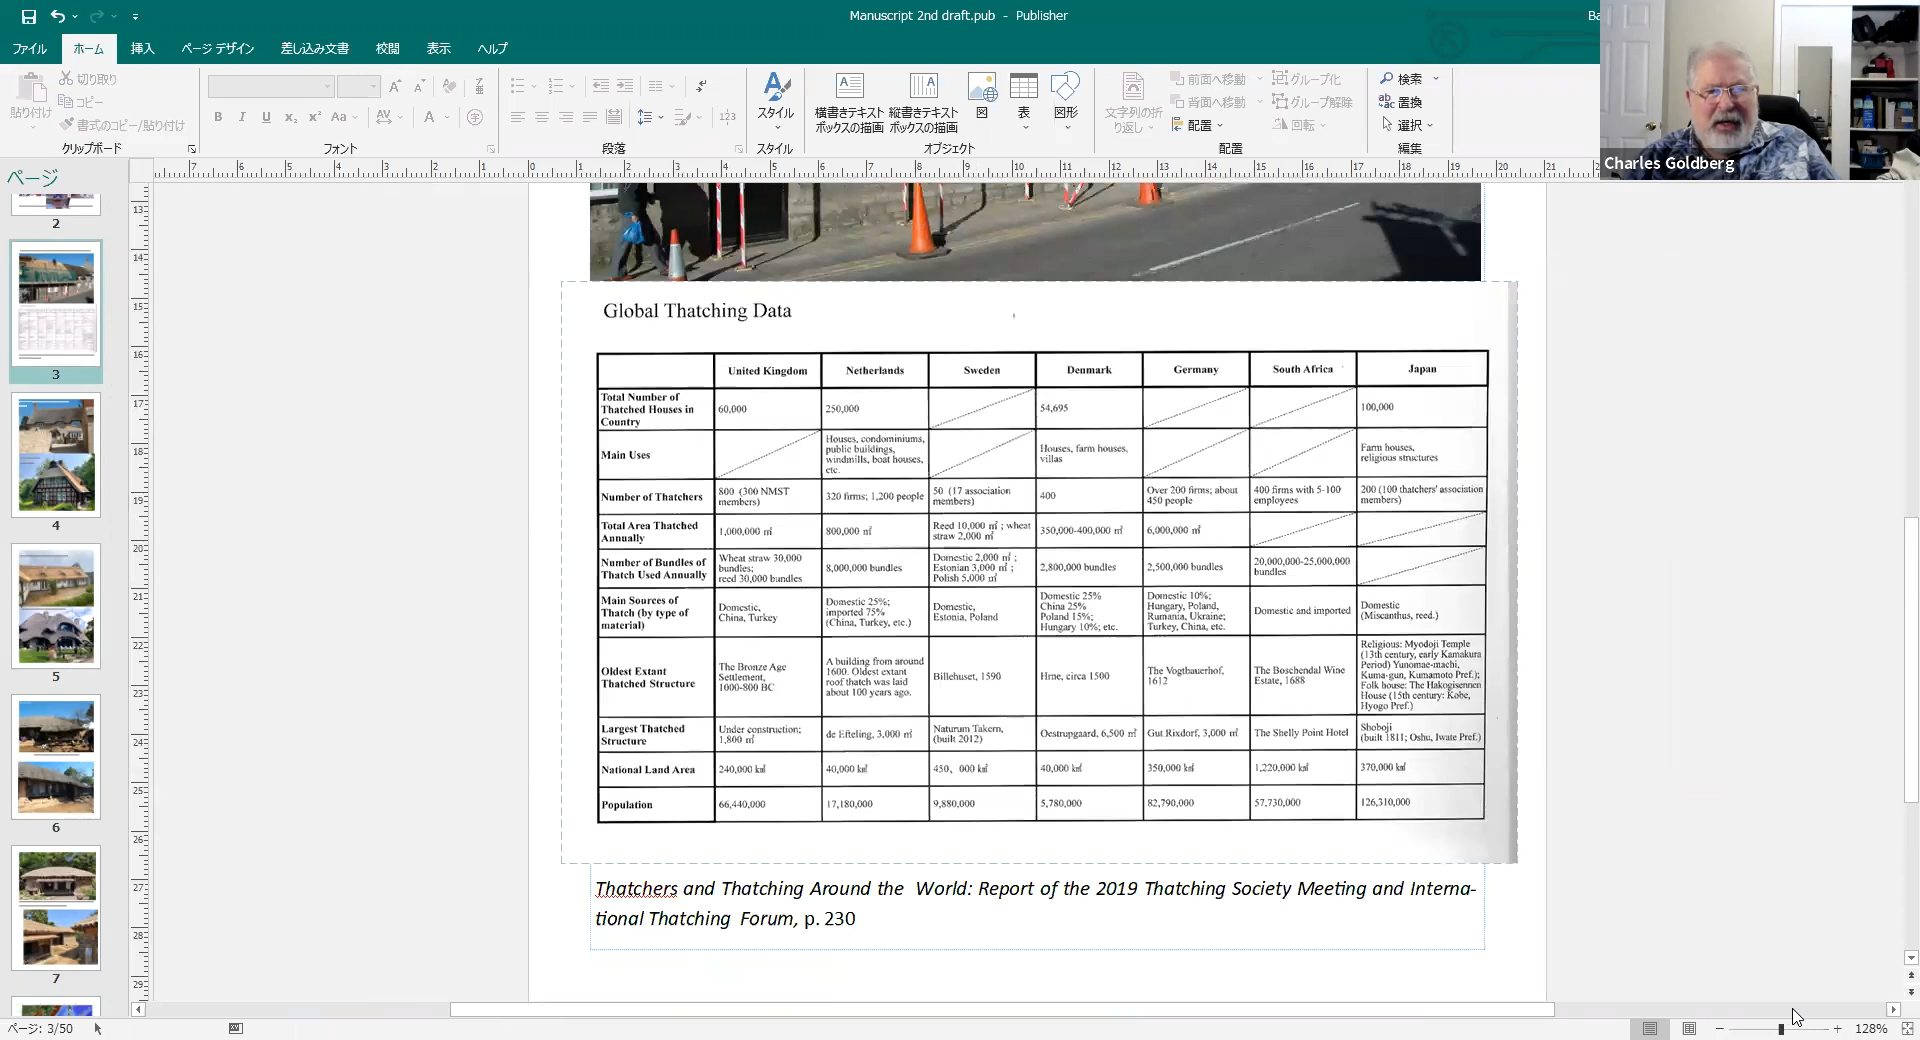 Manuscript 2nd draft.pub - Publisher
Ba
ファイル ホーム 挿入 ページ デザイン 差し込み文書 校閲 表示 ヘルプ
貼り付け
切り取り
コピー
書式のコピー/貼り付け
クリップボード
B I U x₂ x² Aa AV A
フォント
段落
スタイル
スタイル
横書きテキスト
ボックスの描画
縦書きテキスト
ボックスの描画
図
表
図形
オブジェクト
文字列の折
り返し
前面へ移動
背面へ移動
配置
グループ化
グループ解除
回転
配置
検索
置換
選択
編集
Charles Goldberg
ページ
2
3
4
5
6
7
Global Thatching Data
United Kingdom Netherlands Sweden Denmark Germany South Africa Japan
Total Number of
Thatched Houses in
Country
60,000 250,000 54,695 100,000
Main Uses
Houses, condominiums,
public buildings,
windmills, boat houses,
etc.
Houses, farm houses,
villas
Farm houses,
religious structures
Number of Thatchers
800 (300 NMST
members)
320 firms; 1,200 people
50 (17 association
members)
400
Over 200 firms; about
450 people
400 firms with 5-100
employees
200 (100 thatchers' association
members)
Total Area Thatched
Annually
1,000,000 ㎡
800,000 ㎡
Reed 10,000 ㎡ ; wheat
straw 2,000 ㎡
350,000-400,000 ㎡
6,000,000 ㎡
Number of Bundles of
Thatch Used Annually
Wheat straw 30,000
bundles;
reed 30,000 bundles
8,000,000 bundles
Domestic 2,000 ㎡ ;
Estonian 3,000 ㎡ ;
Polish 5,000 ㎡
2,800,000 bundles
2,500,000 bundles
20,000,000-25,000,000
bundles
Main Sources of
Thatch (by type of
material)
Domestic,
China, Turkey
Domestic 25%;
imported 75%
(China, Turkey, etc.)
Domestic,
Estonia, Poland
Domestic 25%
China 25%
Poland 15%;
Hungary 10%; etc.
Domestic 10%;
Hungary, Poland,
Rumania, Ukraine;
Turkey, China, etc.
Domestic and imported
Domestic
(Miscanthus, reed.)
Oldest Extant
Thatched Structure
The Bronze Age
Settlement,
1000-800 BC
A building from around
1600. Oldest extant
roof thatch was laid
about 100 years ago.
Billehuset, 1590
Hrne, circa 1500
The Vogtbauerhof,
1612
The Boschendal Wine
Estate, 1688
Religious: Myodoji Temple
(13th century, early Kamakura
Period) Yunomae-machi,
Kuma-gun, Kumamoto Pref.);
Folk house: The Hakogisennen
House (15th century: Kobe,
Hyogo Pref.)
Largest Thatched
Structure
Under construction;
1,800 ㎡
de Efteling, 3,000 ㎡
Naturum Takern,
(built 2012)
Oestrupgaard, 6,500 ㎡
Gut Rixdorf, 3,000 ㎡
The Shelly Point Hotel
Shoboji
(built 1811; Oshu, Iwate Pref.)
National Land Area
240,000 ㎢ 40,000 ㎢ 450、000 ㎢ 40,000 ㎢ 350,000 ㎢ 1,220,000 ㎢ 370,000 ㎢
Population
66,440,000 17,180,000 9,880,000 5,780,000 82,790,000 57,730,000 126,310,000
Thatchers and Thatching Around the World: Report of the 2019 Thatching Society Meeting and Interna-
tional Thatching Forum, p. 230
ページ: 3/50
128%